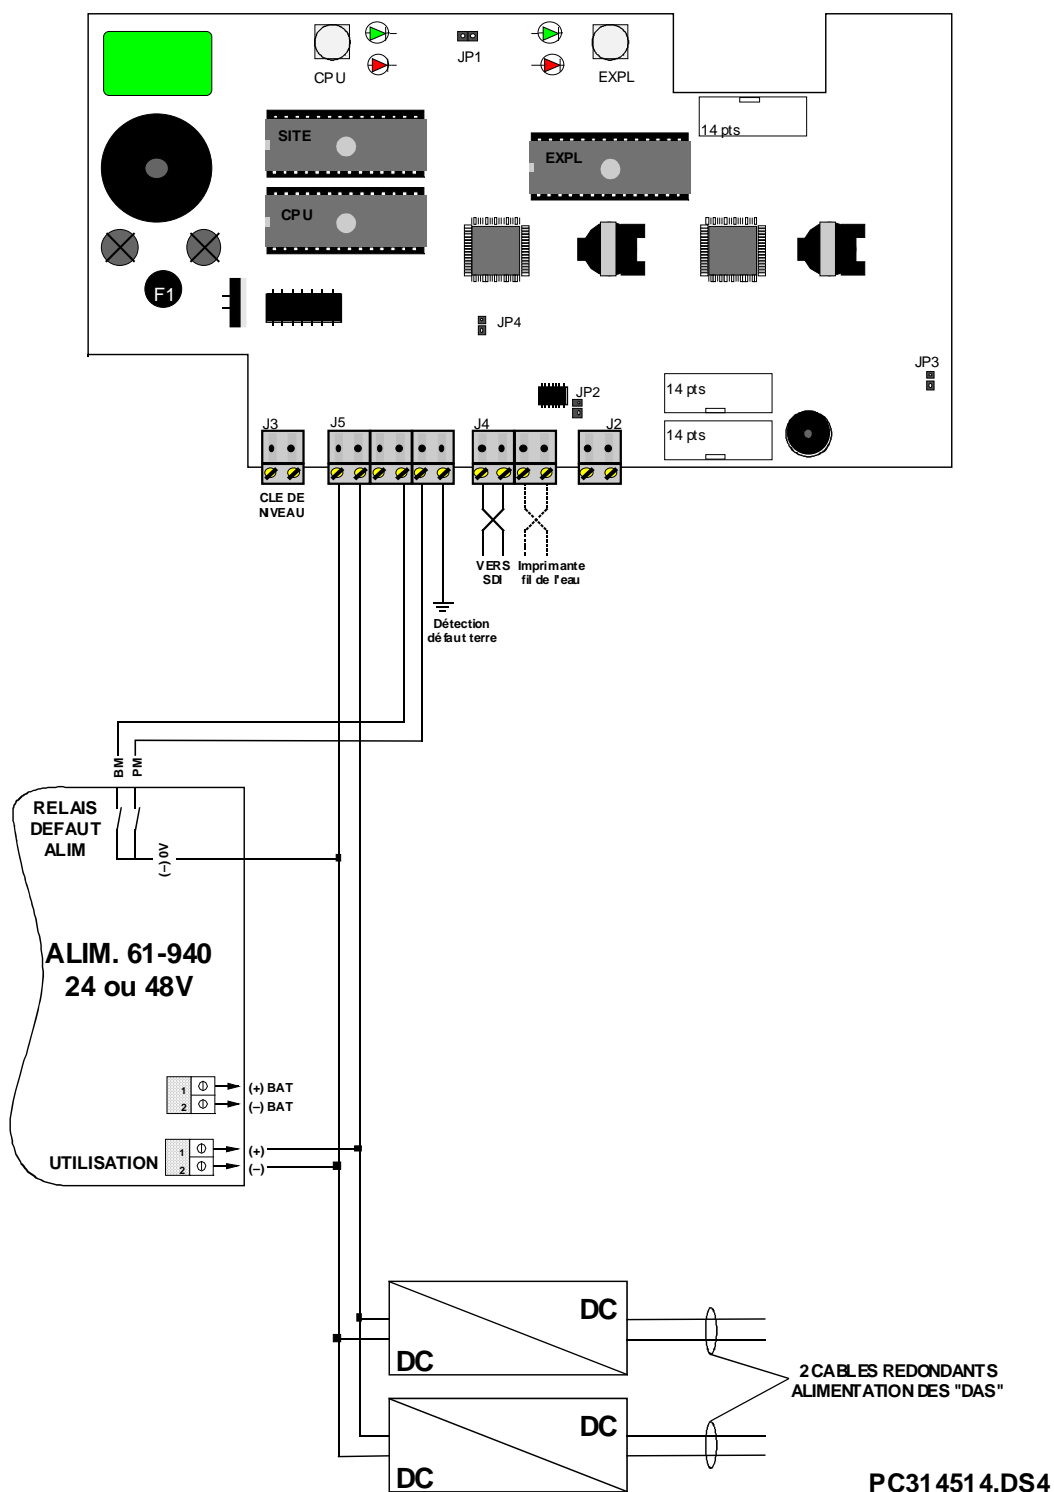 CPU
JP1
EXPL
14 pts
SITE
EXPL
CPU
F1
JP4
JP3
14 pts
JP2
J3
J5
J4
J2
14 pts
CLE DE
NIVEAU
VERS
SDI
Imprimante
fil de l'eau
Détection
défaut terre
BM
PM
RELAIS
DEFAUT
ALIM
(–) 0V
ALIM. 61-940
24 ou 48V
1
(+) BAT
2
(–) BAT
UTILISATION
1
(+)
2
(–)
DC
DC
2 CABLES REDONDANTS
ALIMENTATION DES "DAS"
DC
DC
PC314514.DS4